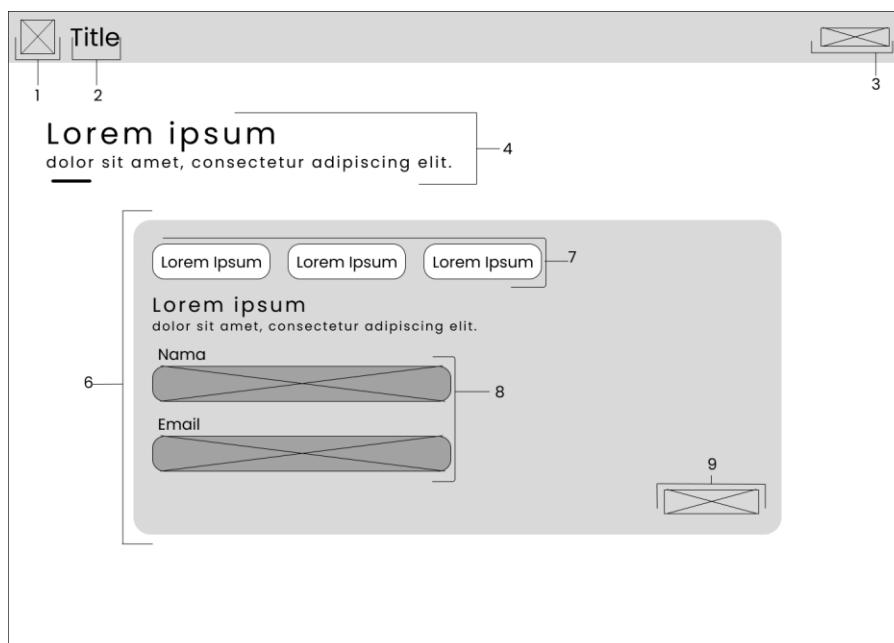 Title
1
2
3
Lorem ipsum
dolor sit amet, consectetur adipiscing elit.
4
Lorem Ipsum Lorem Ipsum Lorem Ipsum
7
Lorem ipsum
dolor sit amet, consectetur adipiscing elit.
Nama
6
8
Email
9